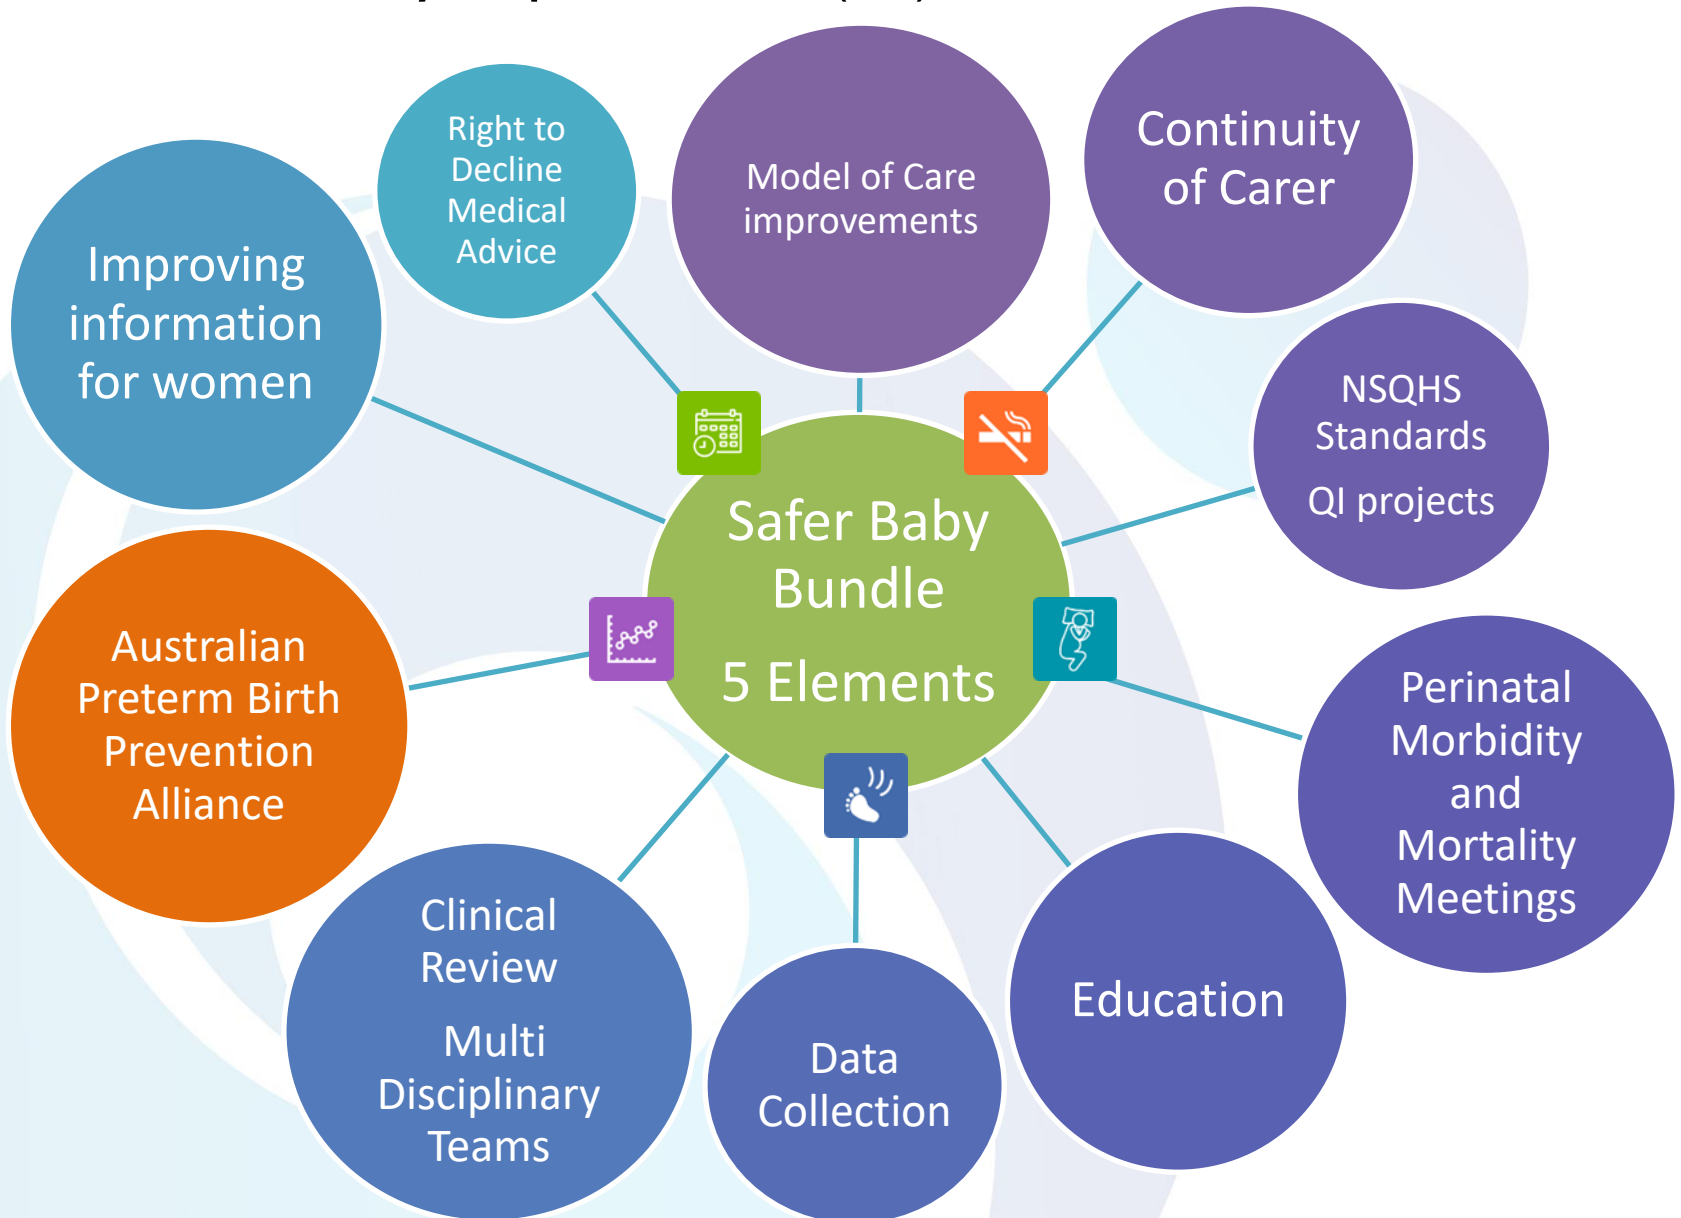 Right to
Decline
Medical
Advice
Model of Care
improvements
Continuity
of Carer
Improving
information
for women
NSQHS
Standards
QI projects
Safer Baby
Bundle
5 Elements
Australian
Preterm Birth
Prevention
Alliance
Perinatal
Morbidity
and
Mortality
Meetings
Clinical
Review
Multi
Disciplinary
Teams
Data
Collection
Education